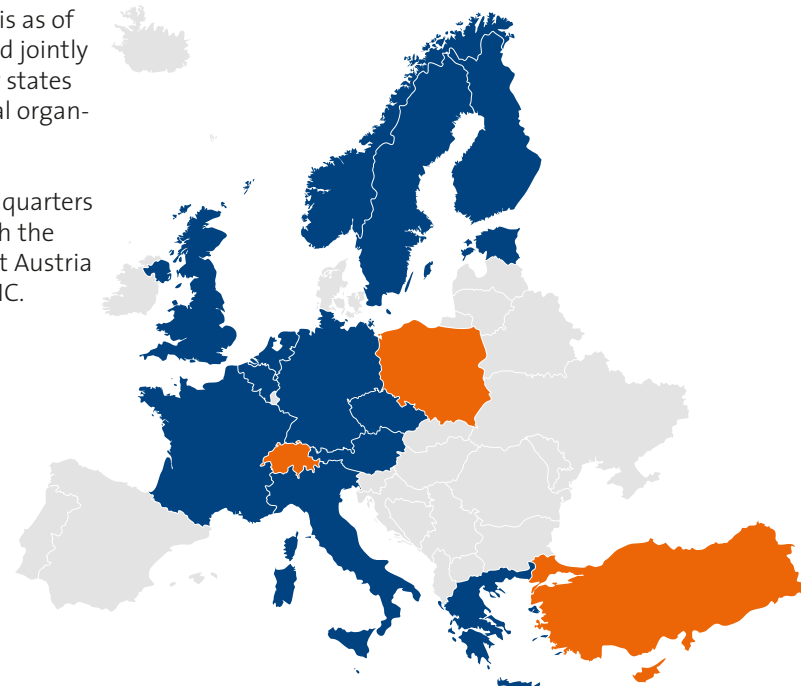 is as of
d jointly
states
al organ-
quarters
h the
t Austria
IC.